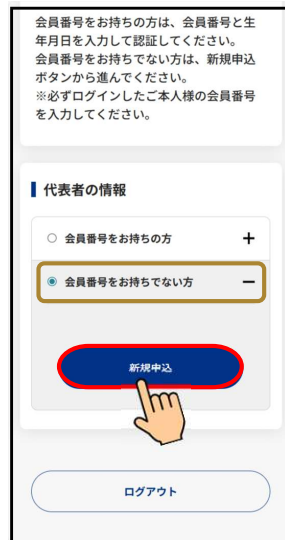 会員番号をお持ちの方は、会員番号と生
年月日を入力して認証してください。
会員番号をお持ちでない方は、新規申込
ボタンから進んでください。
※必ずログインしたご本人様の会員番号
を入力してください。
代表者の情報
会員番号をお持ちの方
会員番号をお持ちでない方
新規申込
ログアウト